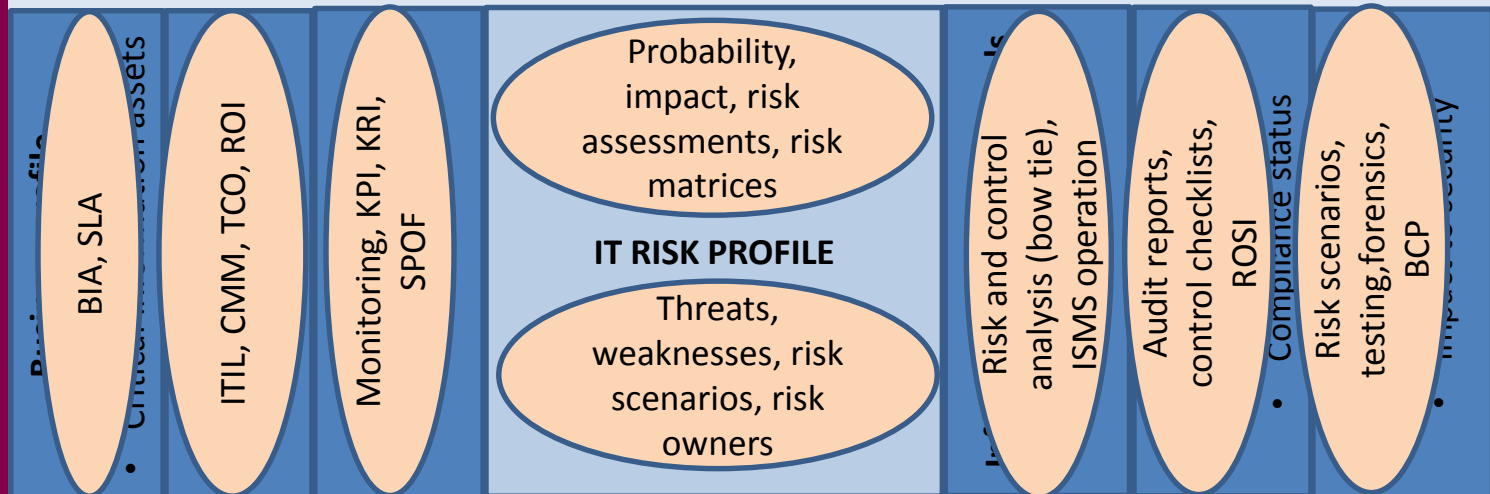 BIA, SLA
assets
ITIL, CMM, TCO, ROI
Monitoring, KPI, KRI,
SPOF
Probability,
impact, risk
assessments, risk
matrices
IT RISK PROFILE
Threats,
weaknesses, risk
scenarios, risk
owners
Risk and control
analysis (bow tie),
ISMS operation
Audit reports,
control checklists,
ROSI
• Compliance status
Risk scenarios,
testing,forensics,
BCP